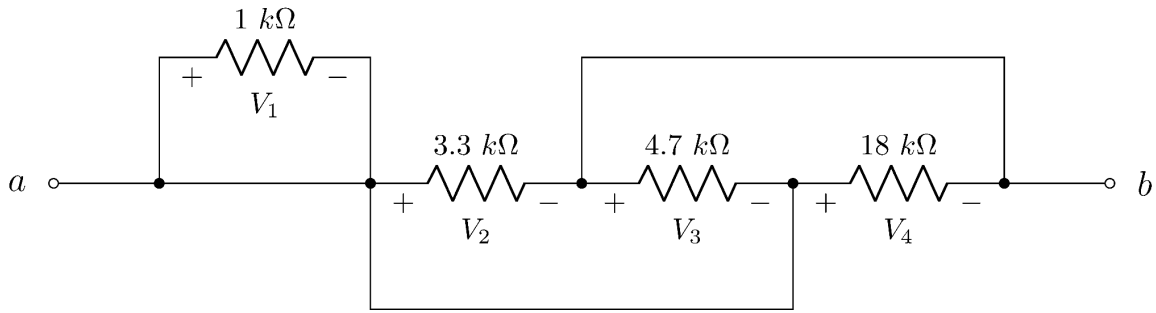 1 kΩ
+ −
V₁
3.3 kΩ 4.7 kΩ 18 kΩ
a b
+ − + − + −
V₂ V₃ V₄